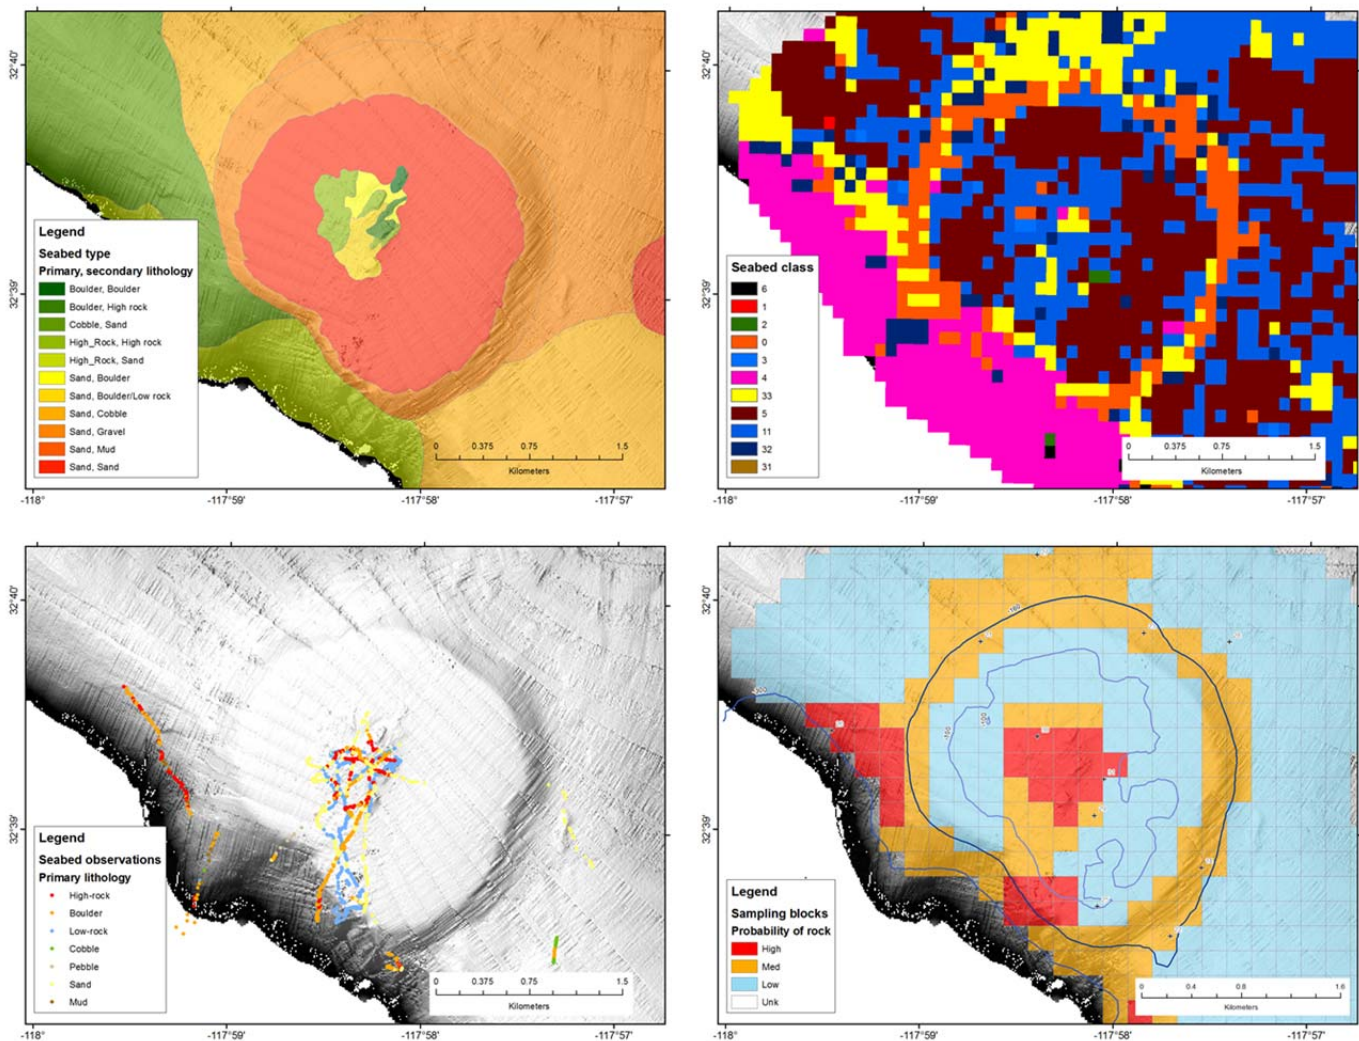 32°40'
32°39'
Legend
Seabed type
Primary, secondary lithology
Boulder, Boulder
Boulder, High rock
Cobble, Sand
High_Rock, High rock
High_Rock, Sand
Sand, Boulder
Sand, Boulder/Low rock
Sand, Cobble
Sand, Gravel
Sand, Mud
Sand, Sand
0 0.375 0.75 1.5
Kilometers
-118° -117°59' -117°58' -117°57'
32°40'
32°39'
Seabed class
6
1
2
0
3
4
33
5
11
32
31
0 0.375 0.75 1.5
Kilometers
-118° -117°59' -117°58' -117°57'
32°40'
32°39'
Legend
Seabed observations
Primary lithology
High-rock
Boulder
Low-rock
Cobble
Pebble
Sand
Mud
0 0.375 0.75 1.5
Kilometers
-118° -117°59' -117°58' -117°57'
32°40'
32°39'
-160
-100
-100
Legend
Sampling blocks
Probability of rock
High
Med
Low
Unk
0 0.4 0.8 1.6
Kilometers
-118° -117°59' -117°58' -117°57'